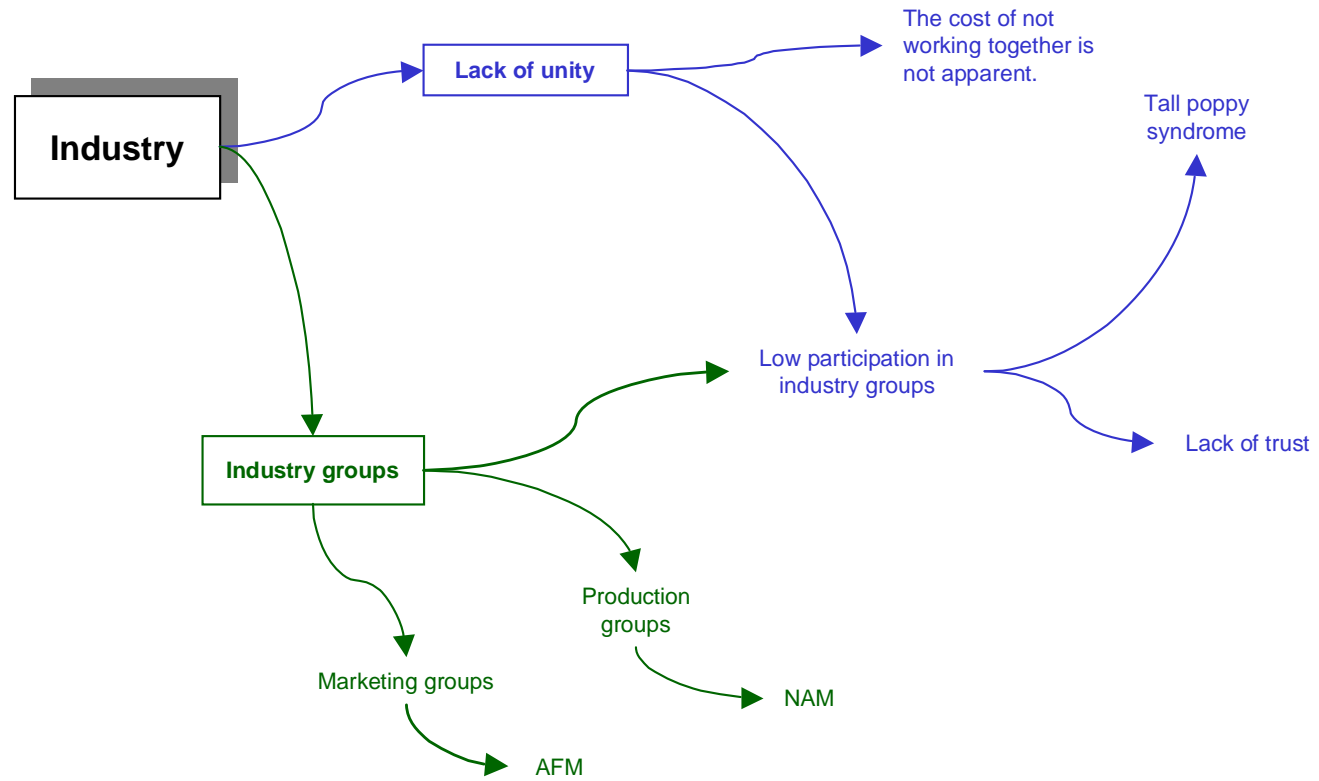 The cost of not
working together is
not apparent.
Lack of unity
Tall poppy
syndrome
Industry
Low participation in
industry groups
Lack of trust
Industry groups
Production
groups
Marketing groups
NAM
AFM